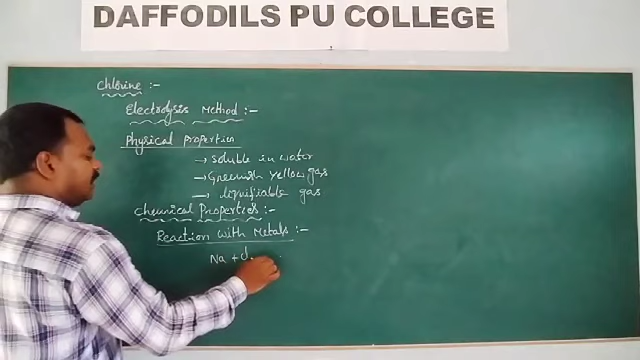 DAFFODILS PU COLLEGE
Chlorine :-
Electrolysis Method :-
Physical properties
→ soluble in water
→ Greenish yellow gas
→ liquifiable gas
Chemical Properties :-
Reaction with Metals :-
Na + Cl